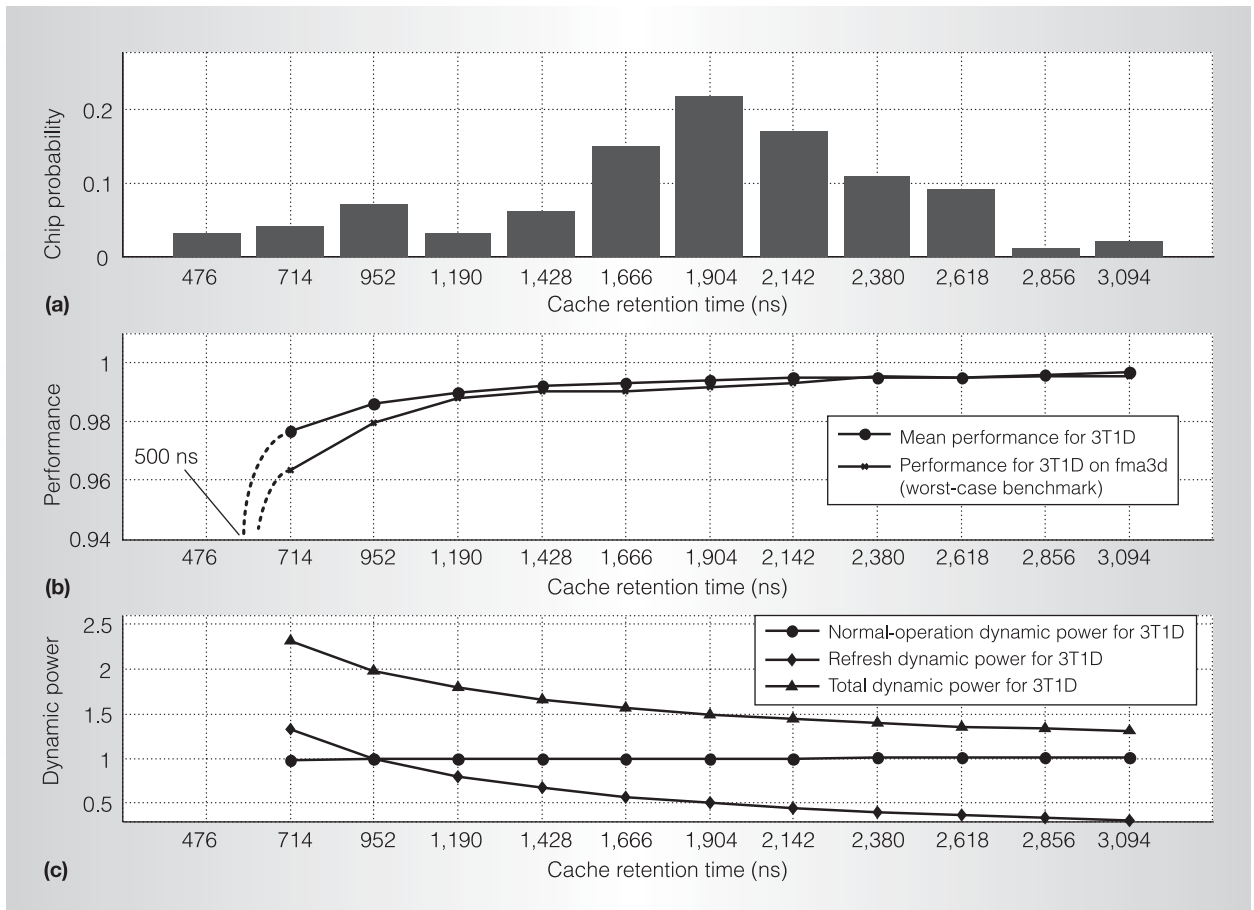 Chip probability
0.2
0.1
0
476 714 952 1,190 1,428 1,666 1,904 2,142 2,380 2,618 2,856 3,094
(a)
Cache retention time (ns)
Performance
1
0.98
0.96
0.94
500 ns
Mean performance for 3T1D
Performance for 3T1D on fma3d
(worst-case benchmark)
476 714 952 1,190 1,428 1,666 1,904 2,142 2,380 2,618 2,856 3,094
(b)
Cache retention time (ns)
Dynamic power
2.5
2
1.5
1
0.5
Normal-operation dynamic power for 3T1D
Refresh dynamic power for 3T1D
Total dynamic power for 3T1D
476 714 952 1,190 1,428 1,666 1,904 2,142 2,380 2,618 2,856 3,094
(c)
Cache retention time (ns)